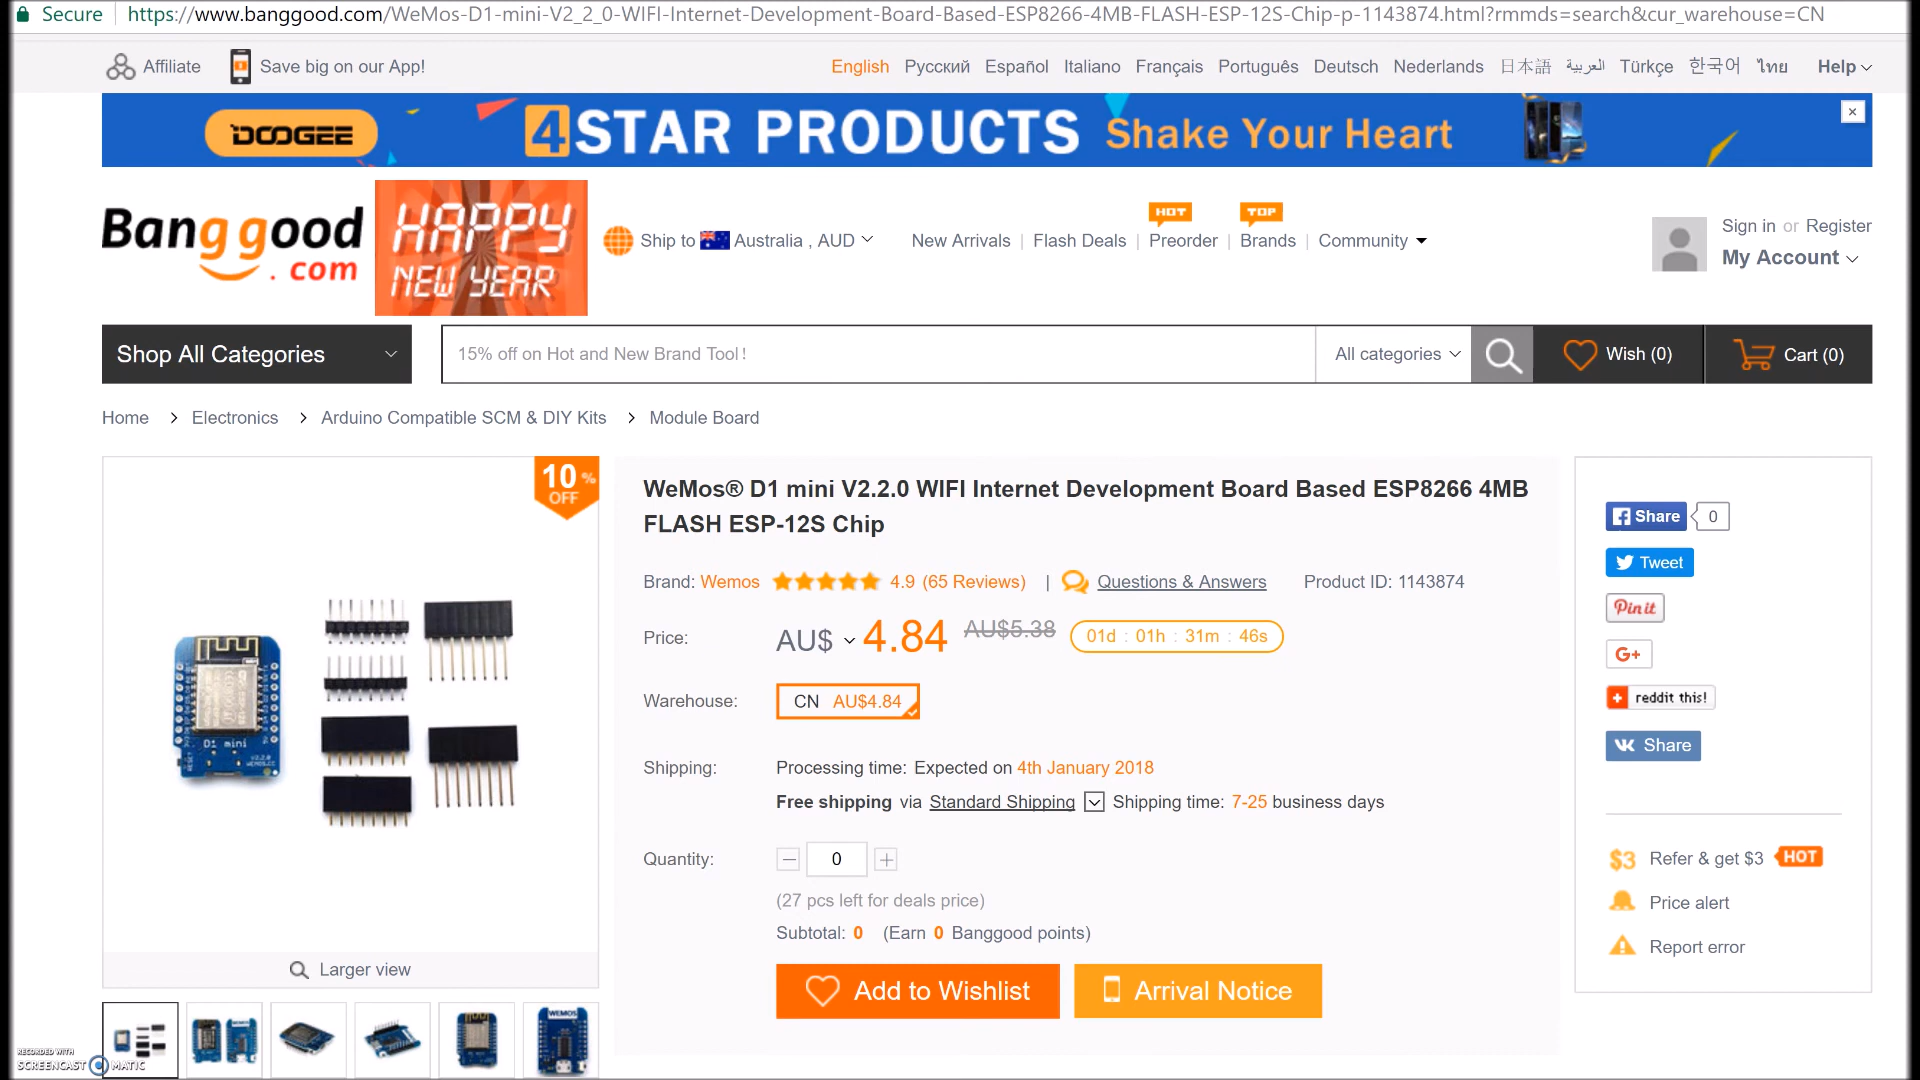 Secure https://www.banggood.com/WeMos-D1-mini-V2_2_0-WIFI-Internet-Development-Board-Based-ESP8266-4MB-FLASH-ESP-12S-Chip-p-1143874.html?rmmds=search&cur_warehouse=CN
Affiliate Save big on our App! English Русский Español Italiano Français Português Deutsch Nederlands 日本語 العربية Türkçe 한국어 ไทย Help
DOOGEE 4 STAR PRODUCTS Shake Your Heart ×
HOT TOP
Banggood.com
HAPPY
NEW YEAR
Ship to Australia , AUD New Arrivals | Flash Deals | Preorder | Brands | Community
Sign in or Register
My Account
Shop All Categories 15% off on Hot and New Brand Tool! All categories Wish (0) Cart (0)
Home > Electronics > Arduino Compatible SCM & DIY Kits > Module Board
10% OFF
WeMos® D1 mini V2.2.0 WIFI Internet Development Board Based ESP8266 4MB
FLASH ESP-12S Chip
Brand: Wemos 4.9 (65 Reviews) | Questions & Answers Product ID: 1143874
Price: AU$ 4.84 AU$5.38 01d : 01h : 31m : 46s
Warehouse: CN AU$4.84
Shipping: Processing time: Expected on 4th January 2018
Free shipping via Standard Shipping Shipping time: 7-25 business days
Quantity: 0
(27 pcs left for deals price)
Subtotal: 0 (Earn 0 Banggood points)
Add to Wishlist Arrival Notice
D1 mini
V2.2.0
WEMOS.CC
RESET
Larger view
WEMOS
Share 0
Tweet
Pin it
G+
reddit this!
Share
$3 Refer & get $3 HOT
Price alert
Report error
RECORDED WITH
SCREENCAST MATIC